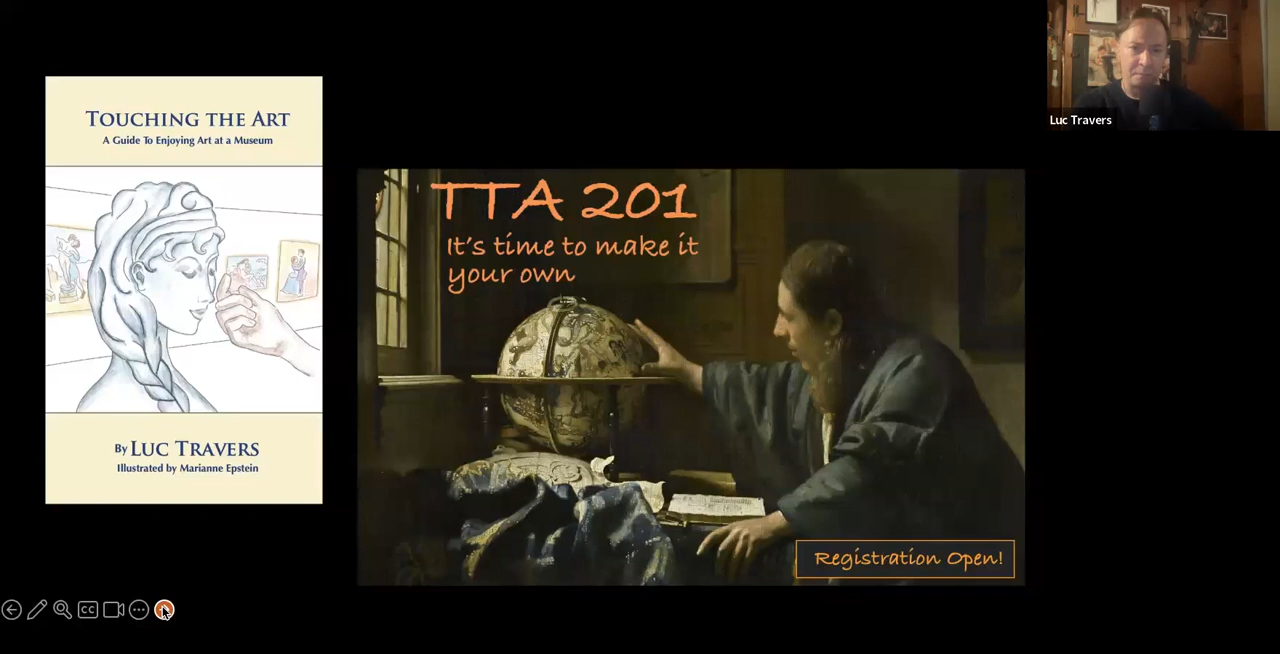 TOUCHING THE ART
A Guide To Enjoying Art at a Museum
By LUC TRAVERS
Illustrated by Marianne Epstein
TTA 201
It's time to make it
your own
Registration Open!
Luc Travers
CC